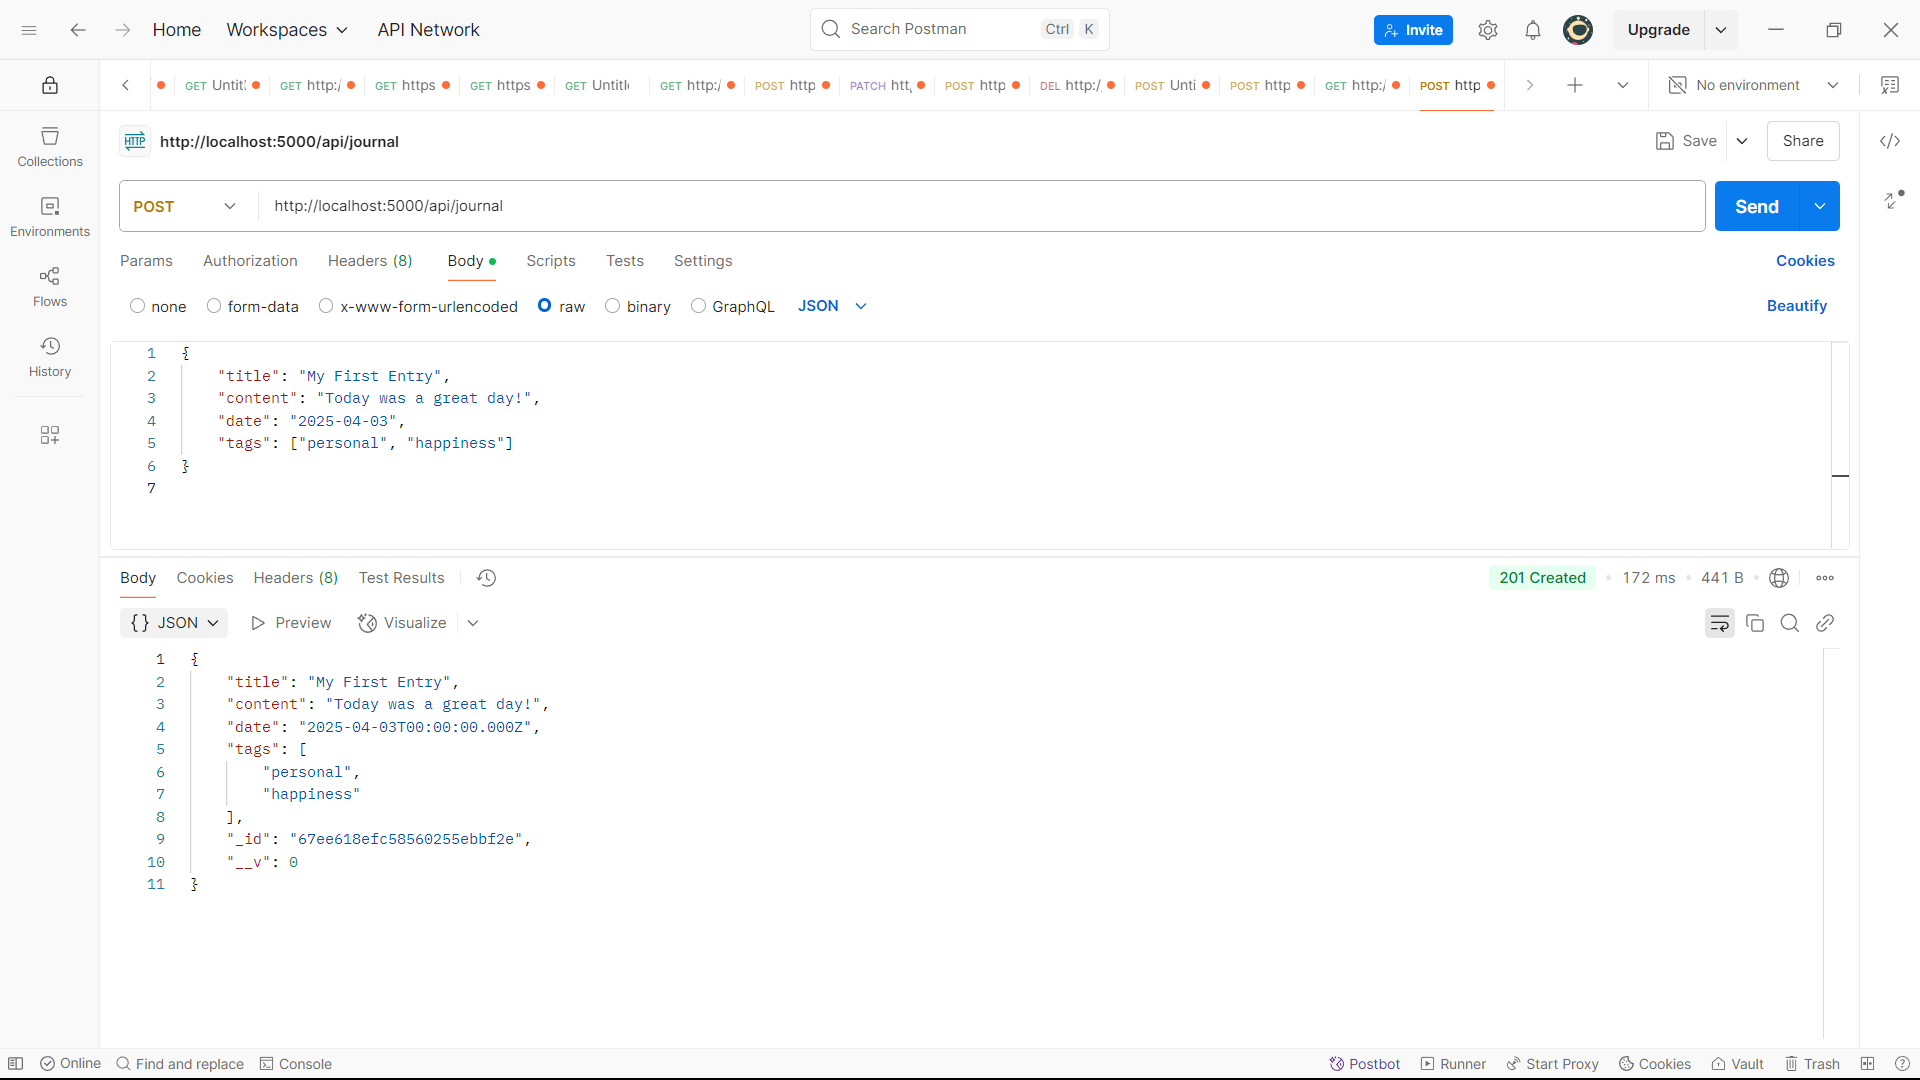 Home Workspaces API Network Search Postman Ctrl K Invite Upgrade
GET Untit GET http:/ GET https GET https GET Untitle GET http:/ POST http PATCH htt POST http DEL http:/ POST Unti POST http GET http:/ POST http No environment
Collections
Environments
Flows
History
HTTP http://localhost:5000/api/journal Save Share
POST http://localhost:5000/api/journal Send
Params Authorization Headers (8) Body Scripts Tests Settings Cookies
none form-data x-www-form-urlencoded raw binary GraphQL JSON Beautify
1 {
2 "title": "My First Entry",
3 "content": "Today was a great day!",
4 "date": "2025-04-03",
5 "tags": ["personal", "happiness"]
6 }
7
Body Cookies Headers (8) Test Results 201 Created 172 ms 441 B
{} JSON Preview Visualize
1 {
2 "title": "My First Entry",
3 "content": "Today was a great day!",
4 "date": "2025-04-03T00:00:00.000Z",
5 "tags": [
6 "personal",
7 "happiness"
8 ],
9 "_id": "67ee618efc58560255ebbf2e",
10 "__v": 0
11 }
Online Find and replace Console Postbot Runner Start Proxy Cookies Vault Trash